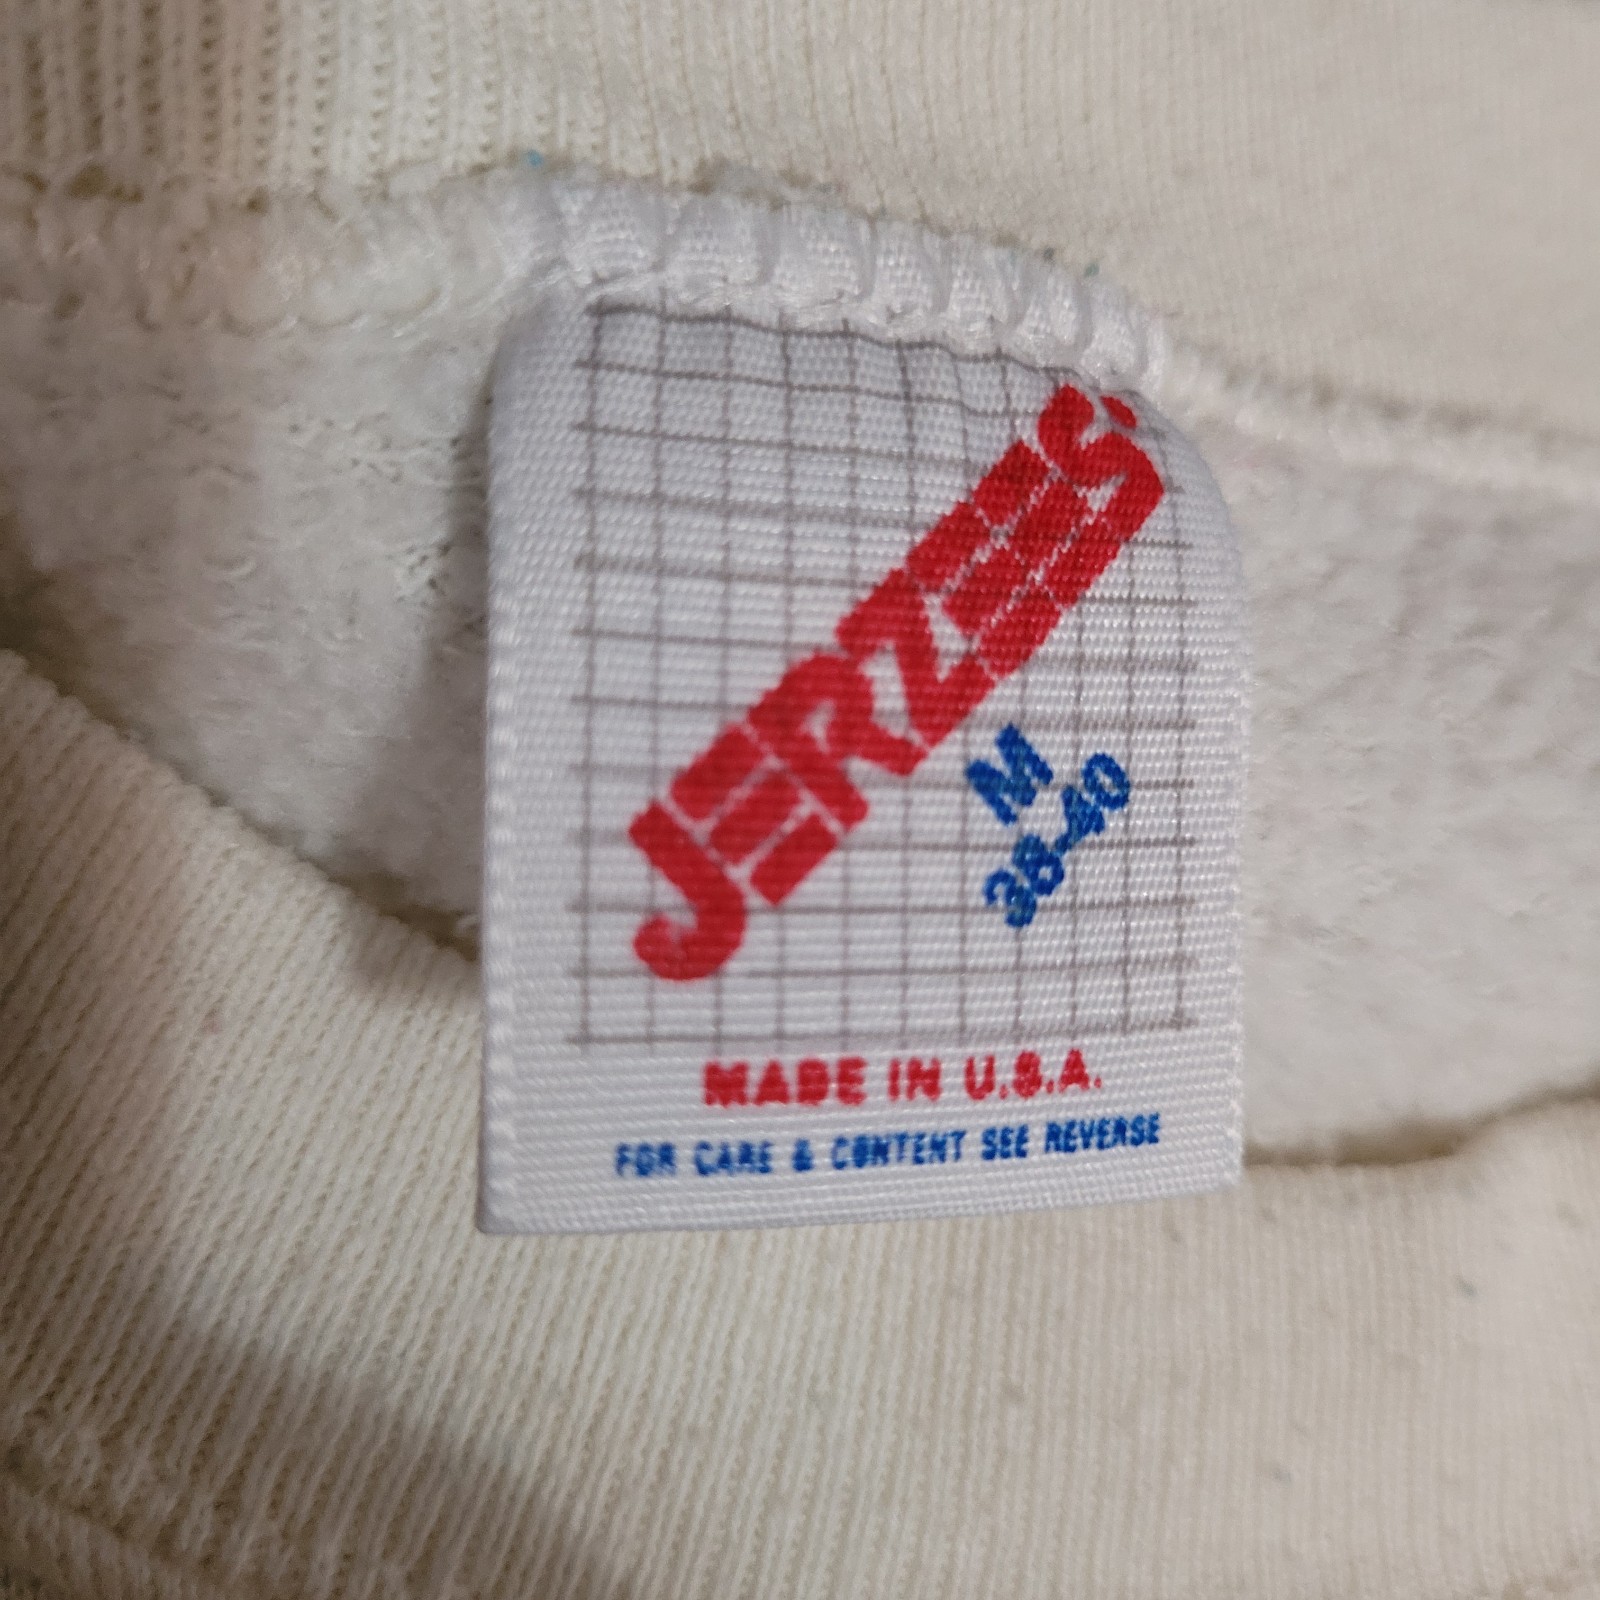 JERZEES.
M
38-40
MADE IN U.S.A.
FOR CARE & CONTENT SEE REVERSE